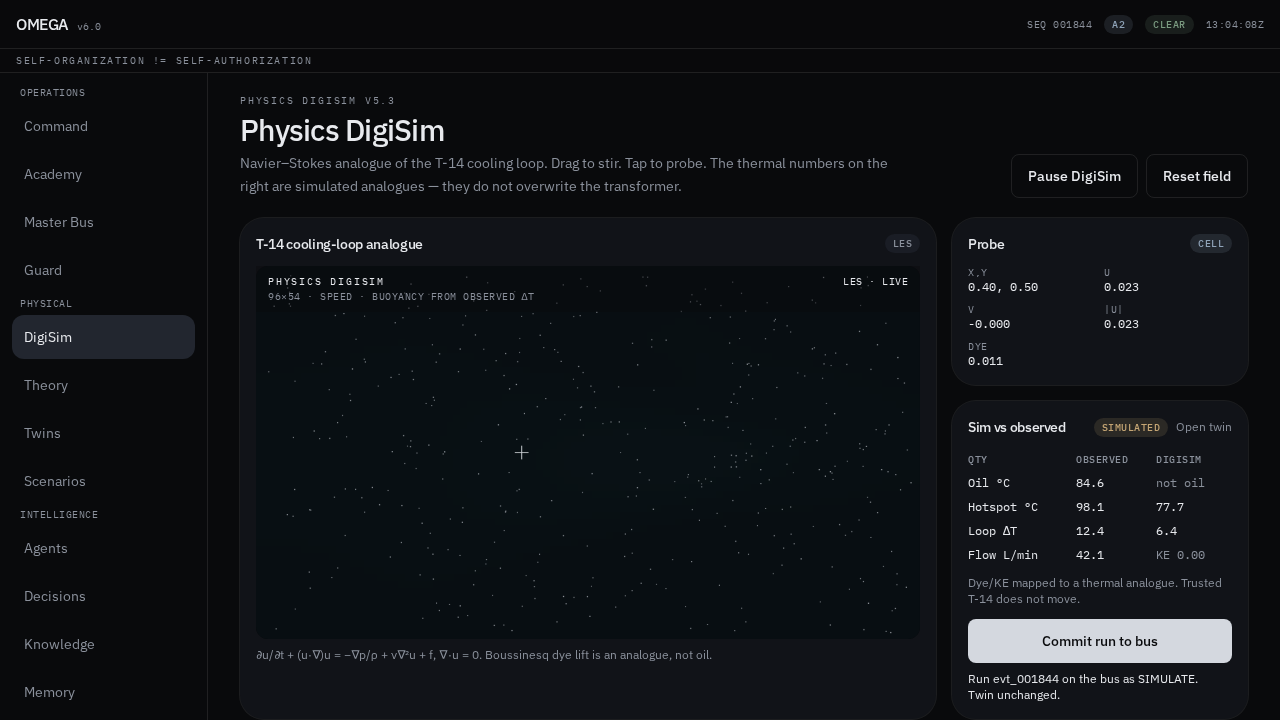 OMEGA v6.0
SEQ 001844 A2 CLEAR 13:04:08Z
SELF-ORGANIZATION != SELF-AUTHORIZATION
OPERATIONS
Command
Academy
Master Bus
Guard
PHYSICAL
DigiSim
Theory
Twins
Scenarios
INTELLIGENCE
Agents
Decisions
Knowledge
Memory
PHYSICS DIGISIM V5.3
Physics DigiSim
Navier–Stokes analogue of the T-14 cooling loop. Drag to stir. Tap to probe. The thermal numbers on the
right are simulated analogues — they do not overwrite the transformer.
Pause DigiSim
Reset field
T-14 cooling-loop analogue
LES
PHYSICS DIGISIM
LES · LIVE
96×54 · SPEED · BUOYANCY FROM OBSERVED ΔT
∂u/∂t + (u·∇)u = −∇p/ρ + ν∇²u + f, ∇·u = 0. Boussinesq dye lift is an analogue, not oil.
Probe
CELL
X,Y U
0.40, 0.50 0.023
V |U|
-0.000 0.023
DYE
0.011
Sim vs observed
SIMULATED
Open twin
QTY OBSERVED DIGISIM
Oil °C 84.6 not oil
Hotspot °C 98.1 77.7
Loop ΔT 12.4 6.4
Flow L/min 42.1 KE 0.00
Dye/KE mapped to a thermal analogue. Trusted
T-14 does not move.
Commit run to bus
Run evt_001844 on the bus as SIMULATE.
Twin unchanged.